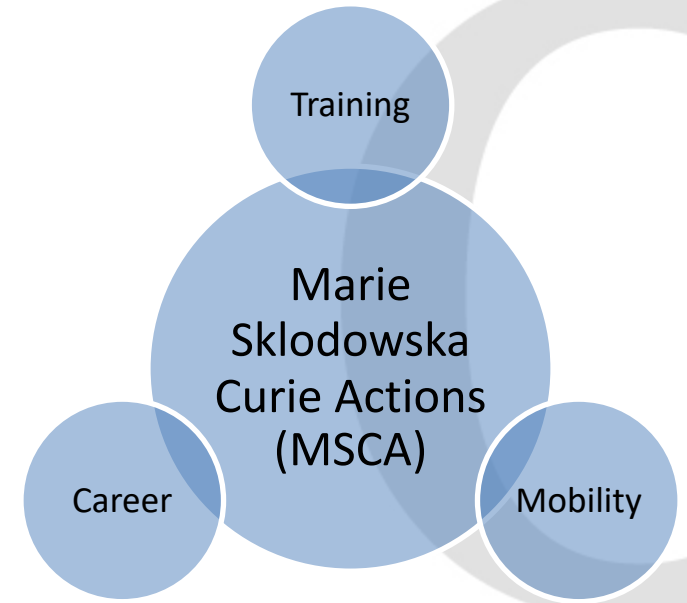 Training
Marie
Sklodowska
Curie Actions
(MSCA)
Career
Mobility